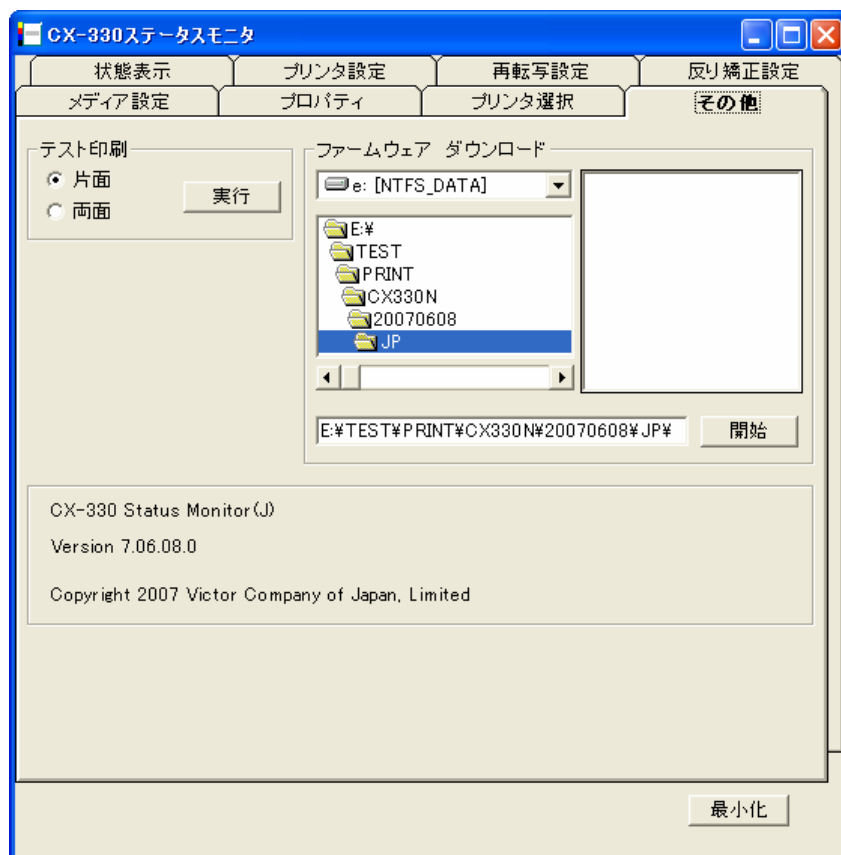 CX-330ステータスモニタ
状態表示
プリンタ設定
再転写設定
反り矯正設定
メディア設定
プロパティ
プリンタ選択
その他
テスト印刷
片面
両面
実行
ファームウェア ダウンロード
e: [NTFS_DATA]
E:¥
TEST
PRINT
CX330N
20070608
JP
E:¥TEST¥PRINT¥CX330N¥20070608¥JP¥
開始
CX-330 Status Monitor(J)
Version 7.06.08.0
Copyright 2007 Victor Company of Japan, Limited
最小化